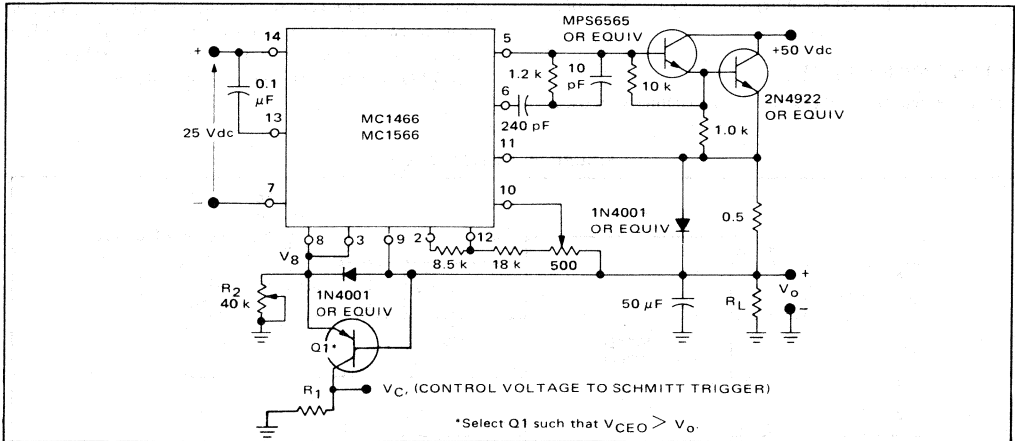 MPS6565
OR EQUIV
+50 Vdc
14
5
+
0.1
μF
1.2 k
10
pF
10 k
6
2N4922
OR EQUIV
13
240 pF
MC1466
MC1566
25 Vdc
1.0 k
11
7
10
−
1N4001
OR EQUIV
0.5
8
3
9
2
12
V8
8.5 k
18 k
500
+
Vo
−
R2
40 k
1N4001
OR EQUIV
50 μF
RL
Q1*
R1
VC, (CONTROL VOLTAGE TO SCHMITT TRIGGER)
*Select Q1 such that VCEO > Vo.